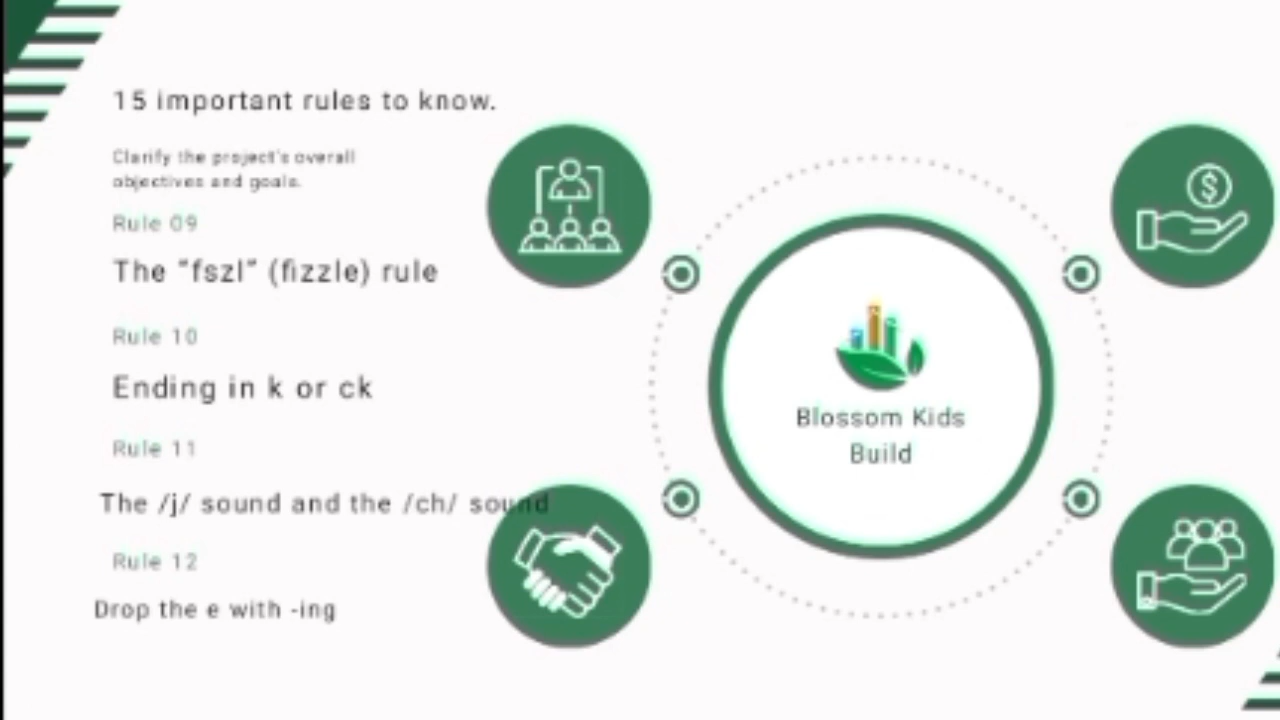 15 important rules to know.
Clarify the project's overall
objectives and goals.
Rule 09
The “fszl” (fizzle) rule
Rule 10
Ending in k or ck
Rule 11
The /j/ sound and the /ch/ sound
Rule 12
Drop the e with -ing
$
Blossom Kids
Build